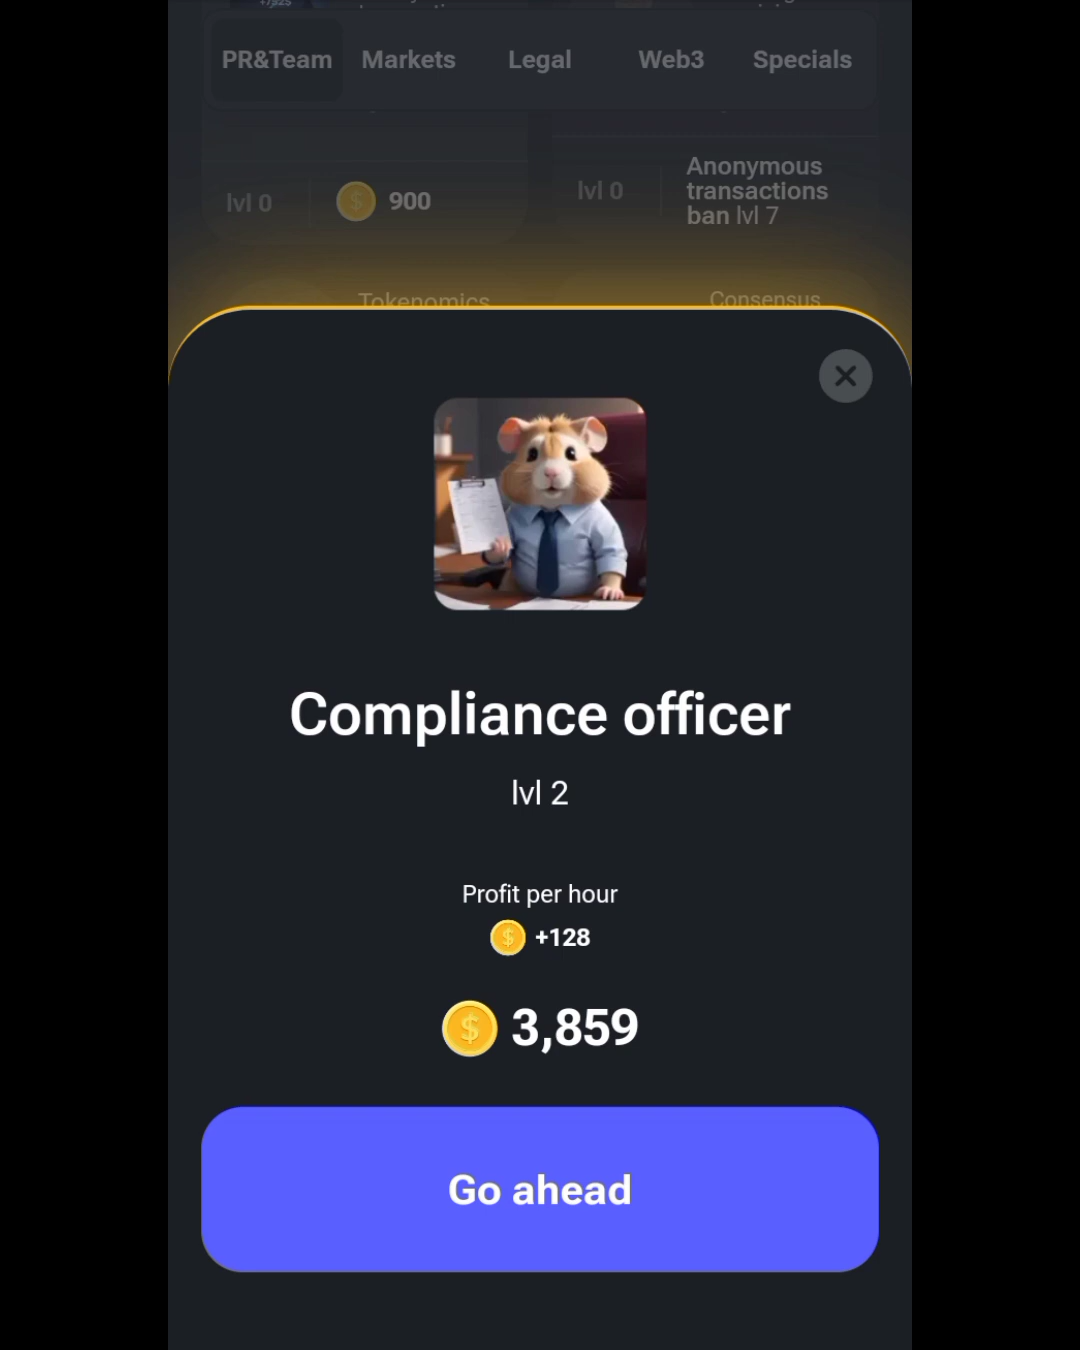 PR&Team Markets Legal Web3 Specials
lvl 0
900
lvl 0
Anonymous
transactions
ban lvl 7
Tokenomics
Consensus
Compliance officer
lvl 2
Profit per hour
+128
3,859
Go ahead